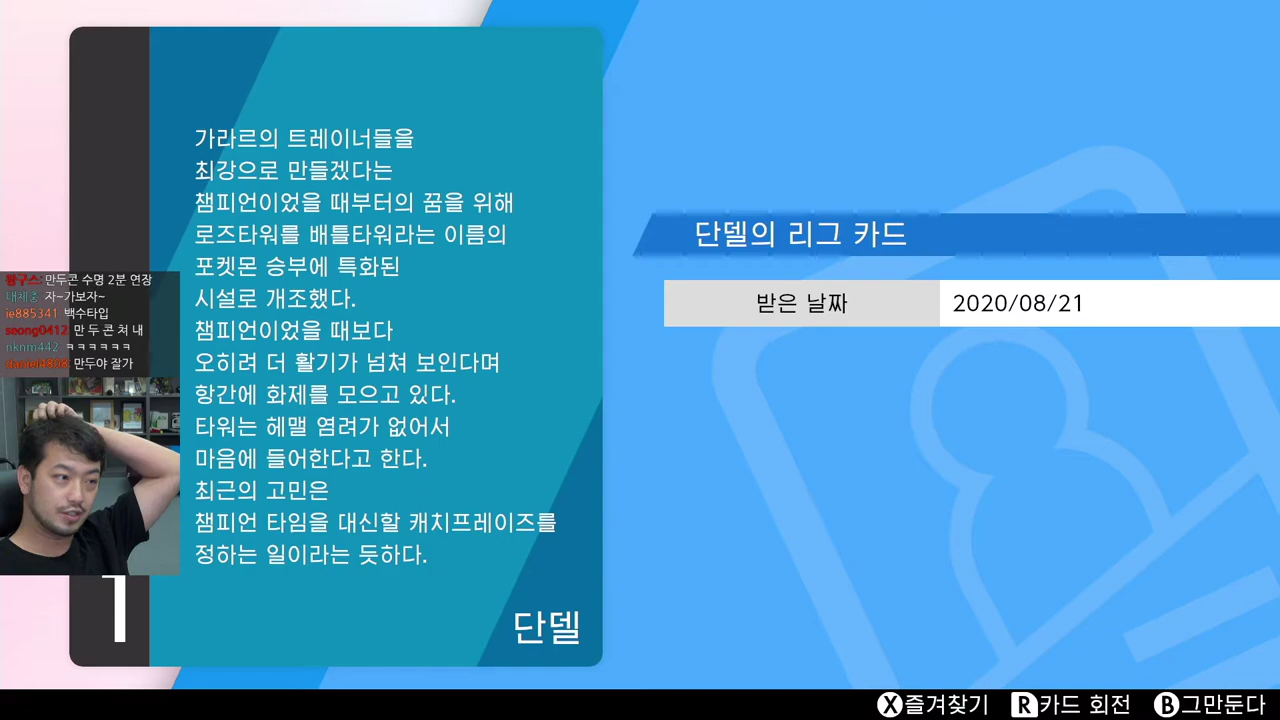 가라르의 트레이너들을
최강으로 만들겠다는
챔피언이었을 때부터의 꿈을 위해
로즈타워를 배틀타워라는 이름의
포켓몬 승부에 특화된
시설로 개조했다.
챔피언이었을 때보다
오히려 더 활기가 넘쳐 보인다며
항간에 화제를 모으고 있다.
타워는 헤맬 염려가 없어서
마음에 들어한다고 한다.
최근의 고민은
챔피언 타임을 대신할 캐치프레이즈를
정하는 일이라는 듯하다.
단델
1
단델의 리그 카드
받은 날짜 2020/08/21
만두콘 수명 2분 연장
자~가보자~
ie885341 백수타입
seong0412 만 두 콘 쳐 내
nknm442 ㅋㅋㅋㅋㅋㅋ
만두야 잘가
X 즐겨찾기 R 카드 회전 B 그만둔다